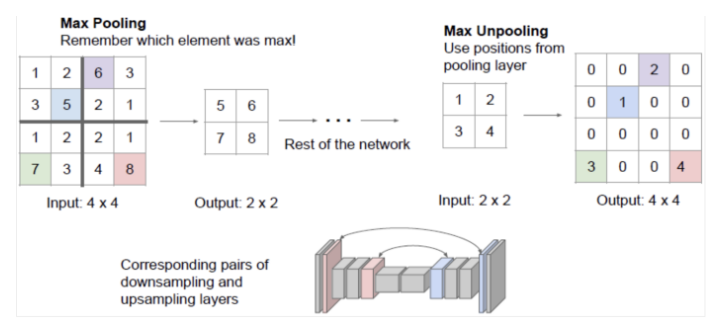 Max Pooling
Remember which element was max!
1 2 6 3
3 5 2 1
1 2 2 1
7 3 4 8
Input: 4 x 4
5 6
7 8
Output: 2 x 2
...
Rest of the network
Max Unpooling
Use positions from
pooling layer
1 2
3 4
Input: 2 x 2
0 0 2 0
0 1 0 0
0 0 0 0
3 0 0 4
Output: 4 x 4
Corresponding pairs of
downsampling and
upsampling layers